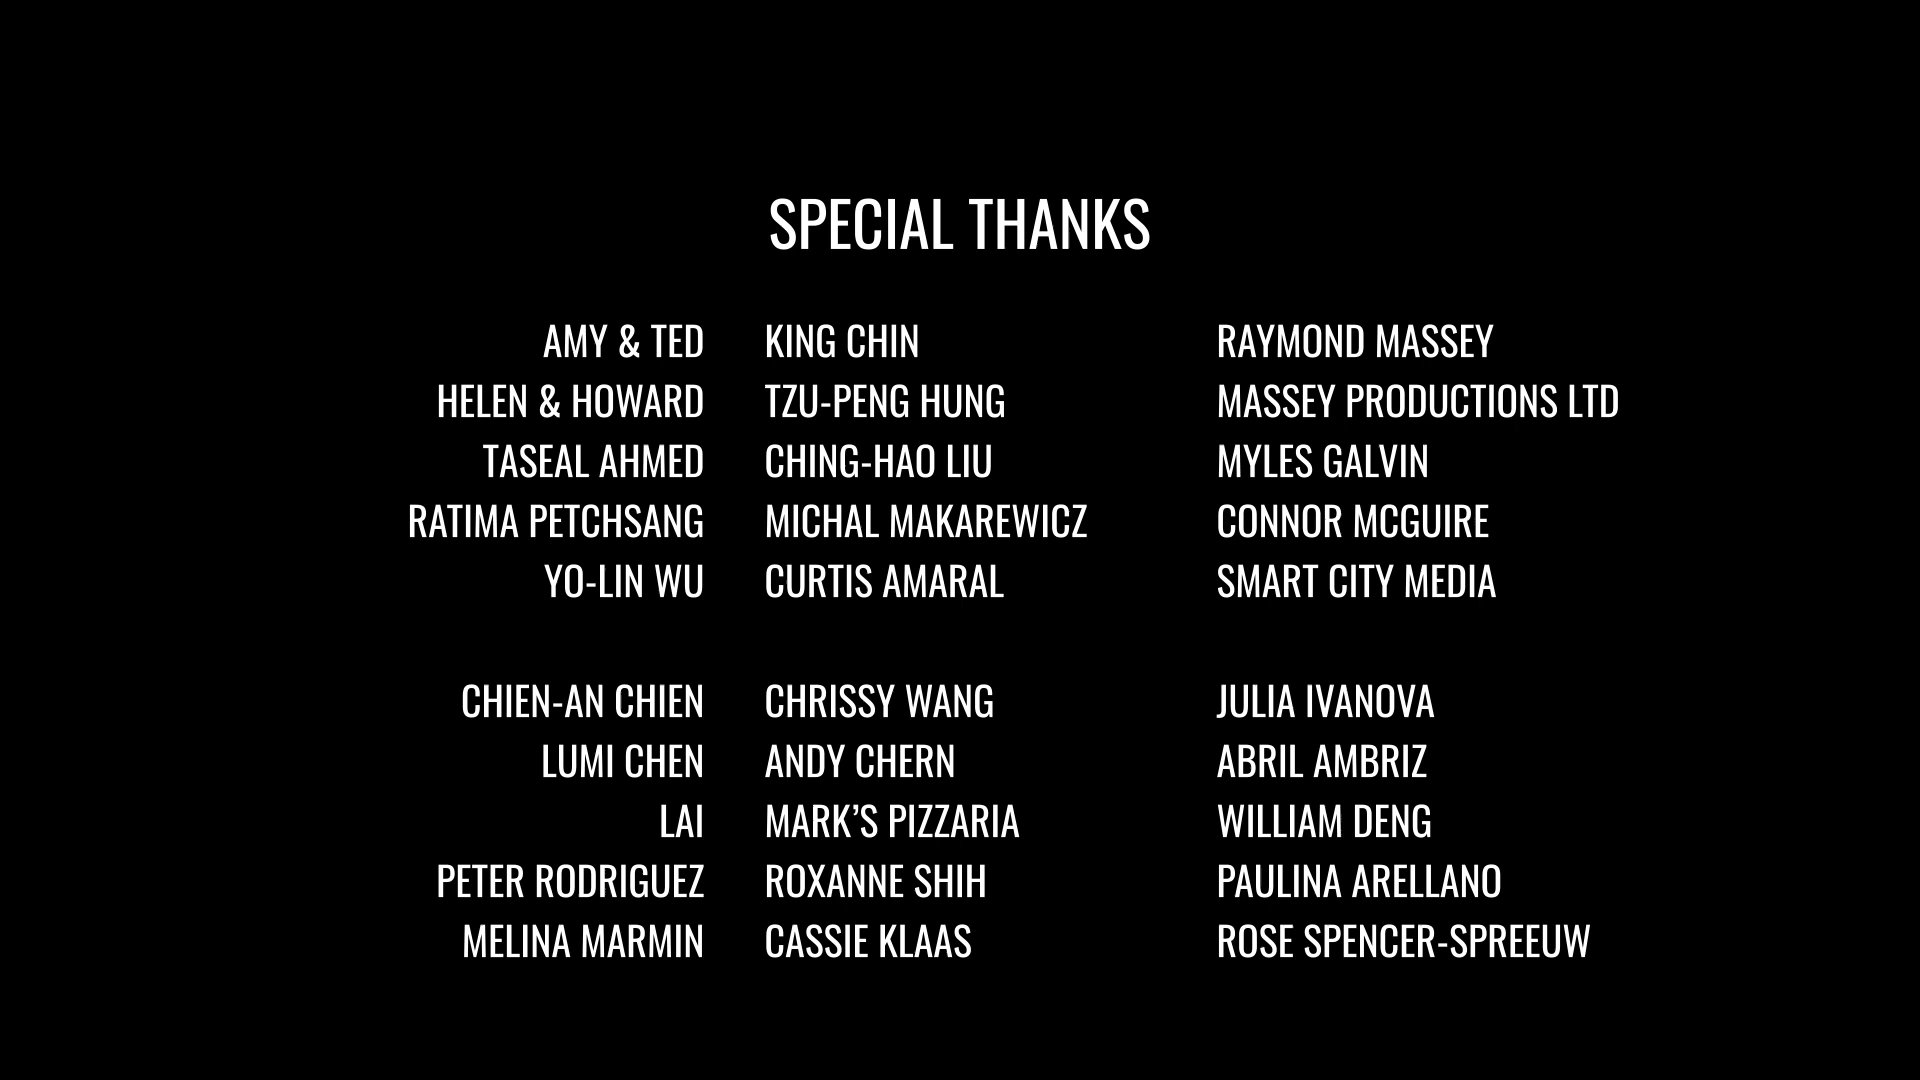 SPECIAL THANKS
AMY & TED KING CHIN RAYMOND MASSEY
HELEN & HOWARD TZU-PENG HUNG MASSEY PRODUCTIONS LTD
TASEAL AHMED CHING-HAO LIU MYLES GALVIN
RATIMA PETCHSANG MICHAL MAKAREWICZ CONNOR MCGUIRE
YO-LIN WU CURTIS AMARAL SMART CITY MEDIA
CHIEN-AN CHIEN CHRISSY WANG JULIA IVANOVA
LUMI CHEN ANDY CHERN ABRIL AMBRIZ
LAI MARK’S PIZZARIA WILLIAM DENG
PETER RODRIGUEZ ROXANNE SHIH PAULINA ARELLANO
MELINA MARMIN CASSIE KLAAS ROSE SPENCER-SPREEUW